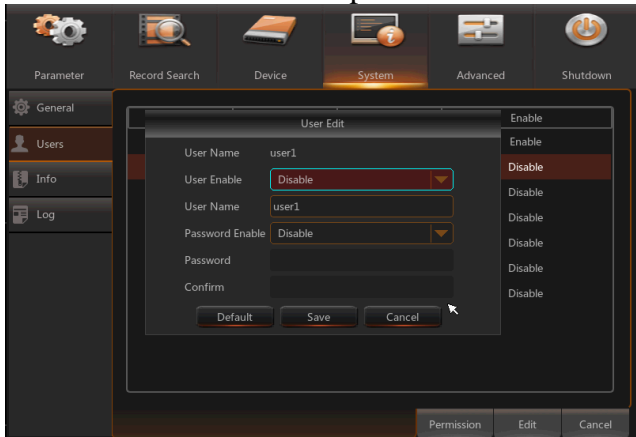 Parameter Record Search Device System Advanced Shutdown
General
Users
Info
Log
Enable
Enable
Disable
Disable
Disable
Disable
Disable
Disable
User Edit
User Name user1
User Enable Disable
User Name user1
Password Enable Disable
Password
Confirm
Default Save Cancel
Permission Edit Cancel